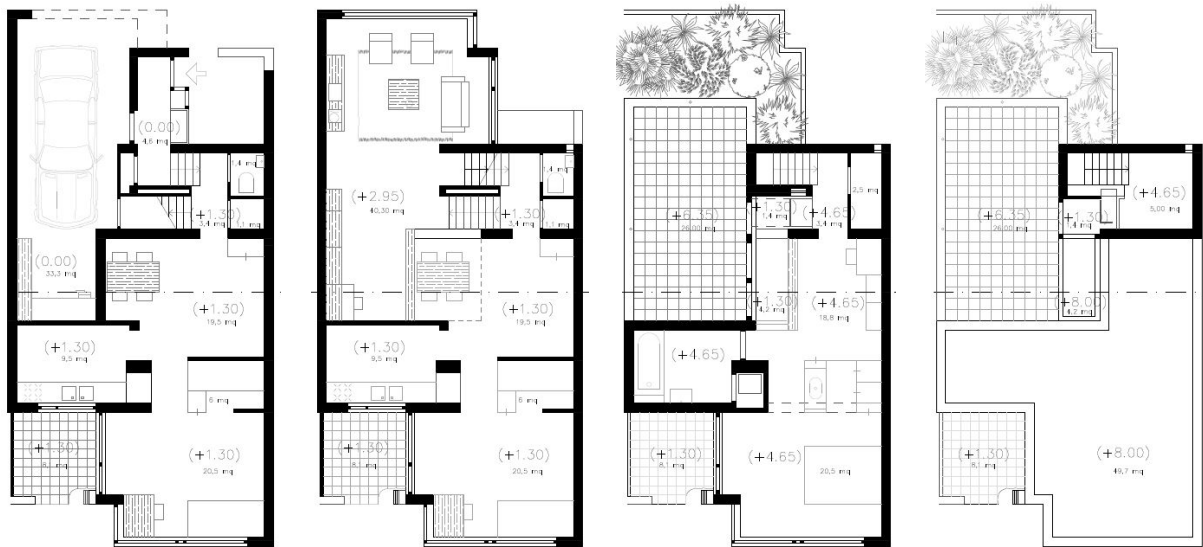 (0.00)
4,6 mq
1,4 mq
(+1.30)
3,4 mq
1,1 mq
(0.00)
33,3 mq
(+1.30)
19,5 mq
(+1.30)
9,5 mq
6 mq
(+1.30)
8,1 mq
(+1.30)
20,5 mq
1,4 mq
(+2.95)
40,30 mq
(+1.30)
3,4 mq
1,1 mq
(+1.30)
19,5 mq
(+1.30)
9,5 mq
6 mq
(+1.30)
8,1 mq
(+1.30)
20,5 mq
2,5 mq
(+1.30)
1,4 mq
(+4.65)
3,4 mq
(+6.35)
26,00 mq
(+1.30)
4,2 mq
(+4.65)
18,8 mq
(+4.65)
(+1.30)
8,1 mq
(+4.65)
20,5 mq
(+4.65)
5,00 mq
(+6.35)
26,00 mq
(+1.30)
1,4 mq
(+8.00)
4,7 mq
(+1.30)
8,1 mq
(+8.00)
49,7 mq